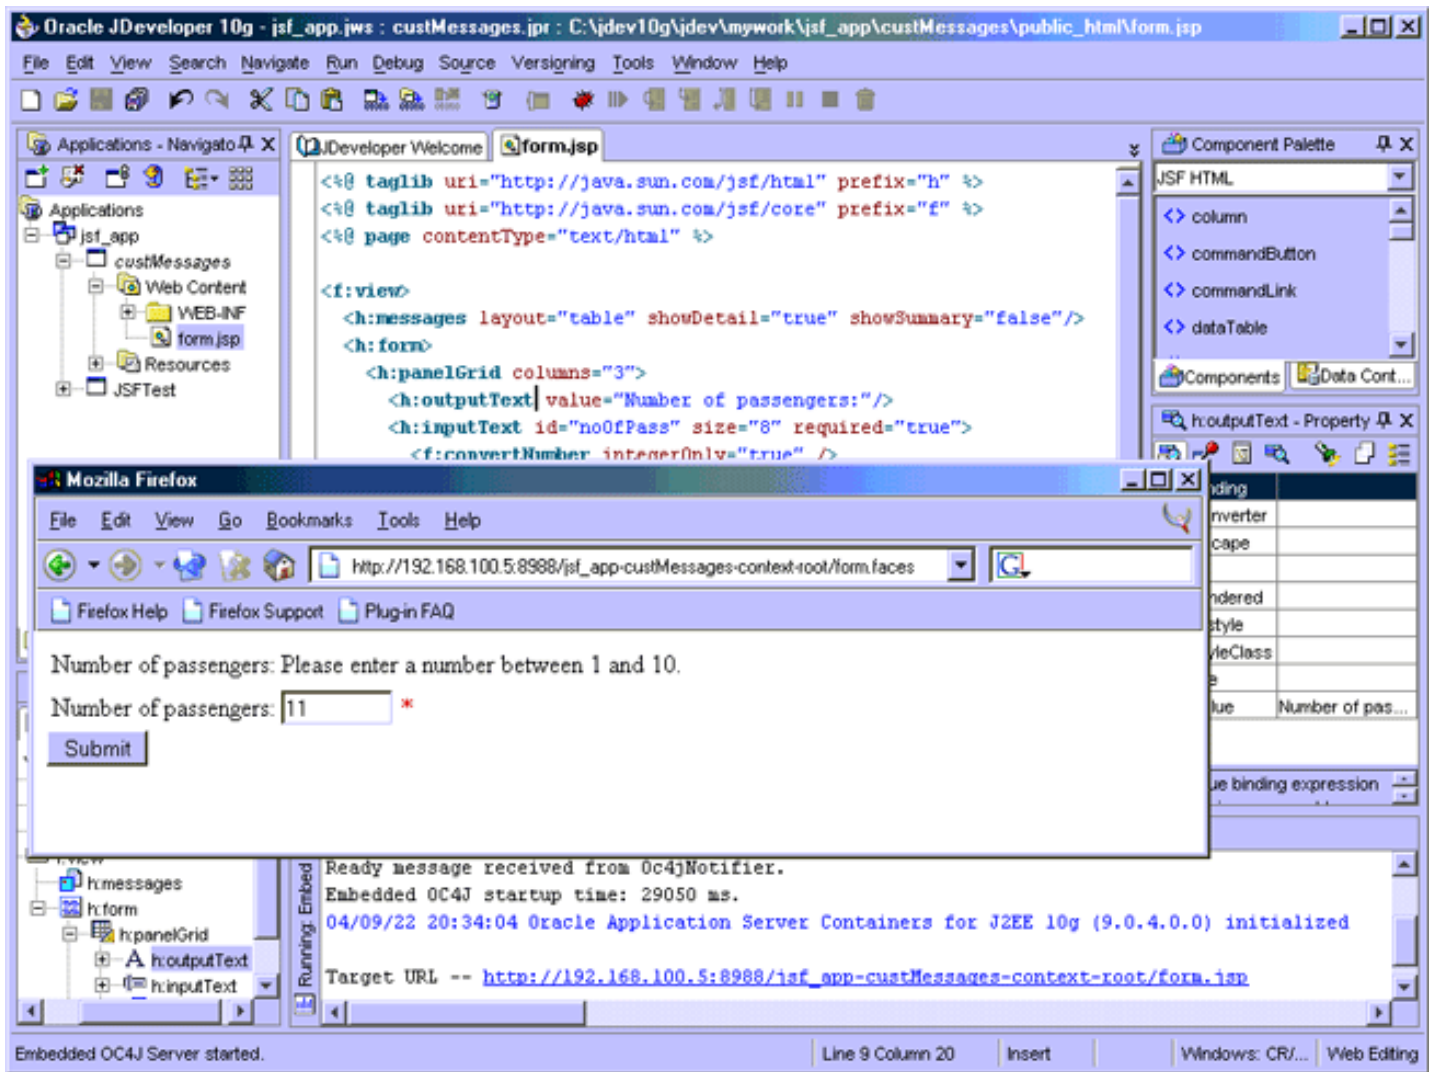 Oracle JDeveloper 10g - jsf_app.jws : custMessages.jpr : C:\jdev10g\jdev\mywork\jsf_app\custMessages\public_html\form.jsp
File Edit View Search Navigate Run Debug Source Versioning Tools Window Help
Applications - Navigato
Applications
jsf_app
custMessages
Web Content
WEB-INF
form.jsp
Resources
JSFTest
JDeveloper Welcome
form.jsp
<%@ taglib uri="http://java.sun.com/jsf/html" prefix="h" %>
<%@ taglib uri="http://java.sun.com/jsf/core" prefix="f" %>
<%@ page contentType="text/html" %>
<f:view>
<h:messages layout="table" showDetail="true" showSummary="false"/>
<h:form>
<h:panelGrid columns="3">
<h:outputText value="Number of passengers:"/>
<h:inputText id="noOfPass" size="8" required="true">
<f:convertNumber integerOnly="true" />
Component Palette
JSF HTML
column
commandButton
commandLink
dataTable
Components
Data Cont...
h:outputText - Property
nding
nverter
cape
ndered
style
yleClass
e
lue Number of pas...
ue binding expression
Mozilla Firefox
File Edit View Go Bookmarks Tools Help
http://192.168.100.5:8988/jsf_app-custMessages-context-root/form.faces
G
Firefox Help Firefox Support Plug-in FAQ
Number of passengers: Please enter a number between 1 and 10.
Number of passengers: 11 *
Submit
f:view
h:messages
h:form
h:panelGrid
h:outputText
h:inputText
Running: Embed
Ready message received from Oc4jNotifier.
Embedded OC4J startup time: 29050 ms.
04/09/22 20:34:04 Oracle Application Server Containers for J2EE 10g (9.0.4.0.0) initialized
Target URL -- http://192.168.100.5:8988/jsf_app-custMessages-context-root/form.jsp
Embedded OC4J Server started.
Line 9 Column 20
Insert
Windows: CR/...
Web Editing